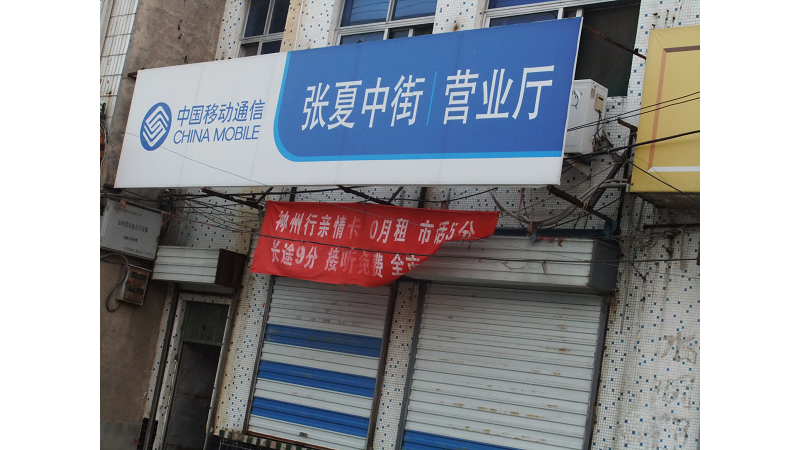 中国移动通信
CHINA MOBILE
张夏中街 营业厅
神州行亲情卡 0月租 市话5分
长途9分 接听免费 全